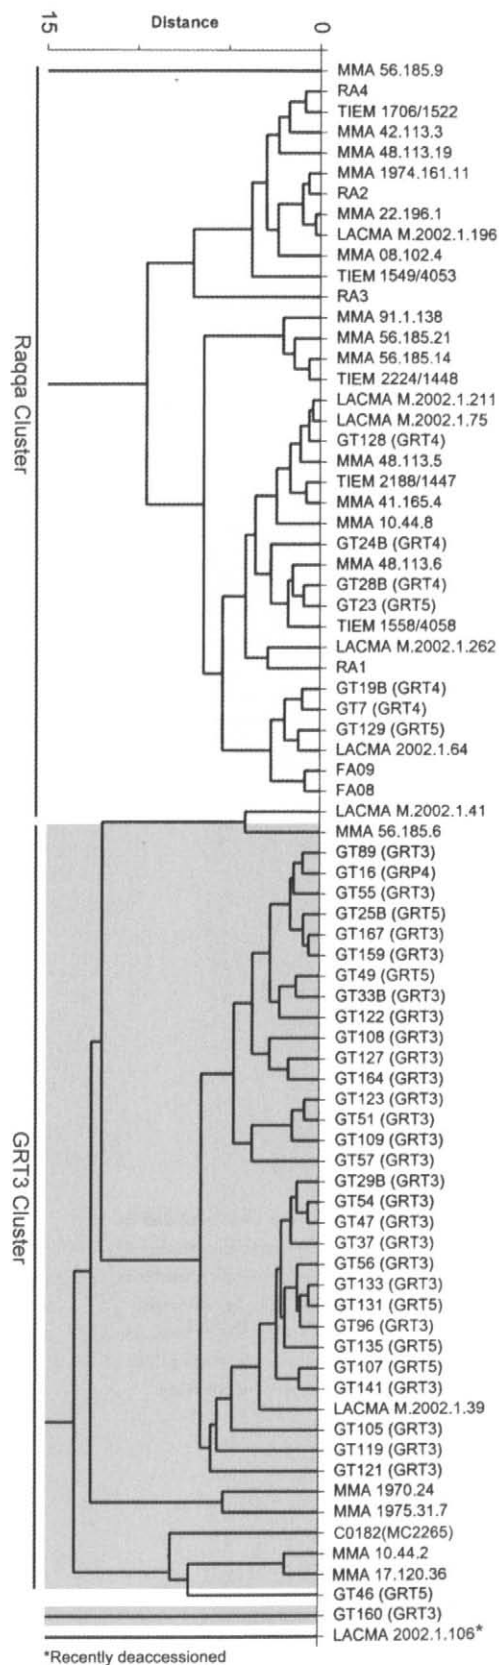 Distance
15
0
MMA 56.185.9
RA4
TIEM 1706/1522
MMA 42.113.3
MMA 48.113.19
MMA 1974.161.11
RA2
MMA 22.196.1
LACMA M.2002.1.196
MMA 08.102.4
TIEM 1549/4053
RA3
MMA 91.1.138
MMA 56.185.21
MMA 56.185.14
TIEM 2224/1448
LACMA M.2002.1.211
LACMA M.2002.1.75
GT128 (GRT4)
MMA 48.113.5
TIEM 2188/1447
MMA 41.165.4
MMA 10.44.8
GT24B (GRT4)
MMA 48.113.6
GT28B (GRT4)
GT23 (GRT5)
TIEM 1558/4058
LACMA M.2002.1.262
RA1
GT19B (GRT4)
GT7 (GRT4)
GT129 (GRT5)
LACMA 2002.1.64
FA09
FA08
LACMA M.2002.1.41
MMA 56.185.6
GT89 (GRT3)
GT16 (GRP4)
GT55 (GRT3)
GT25B (GRT5)
GT167 (GRT3)
GT159 (GRT3)
GT49 (GRT5)
GT33B (GRT3)
GT122 (GRT3)
GT108 (GRT3)
GT127 (GRT3)
GT164 (GRT3)
GT123 (GRT3)
GT51 (GRT3)
GT109 (GRT3)
GT57 (GRT3)
GT29B (GRT3)
GT54 (GRT3)
GT47 (GRT3)
GT37 (GRT3)
GT56 (GRT3)
GT133 (GRT3)
GT131 (GRT5)
GT96 (GRT3)
GT135 (GRT5)
GT107 (GRT5)
GT141 (GRT3)
LACMA M.2002.1.39
GT105 (GRT3)
GT119 (GRT3)
GT121 (GRT3)
MMA 1970.24
MMA 1975.31.7
C0182(MC2265)
MMA 10.44.2
MMA 17.120.36
GT46 (GRT5)
GT160 (GRT3)
LACMA 2002.1.106*
Raqqa Cluster
GRT3 Cluster
*Recently deaccessioned